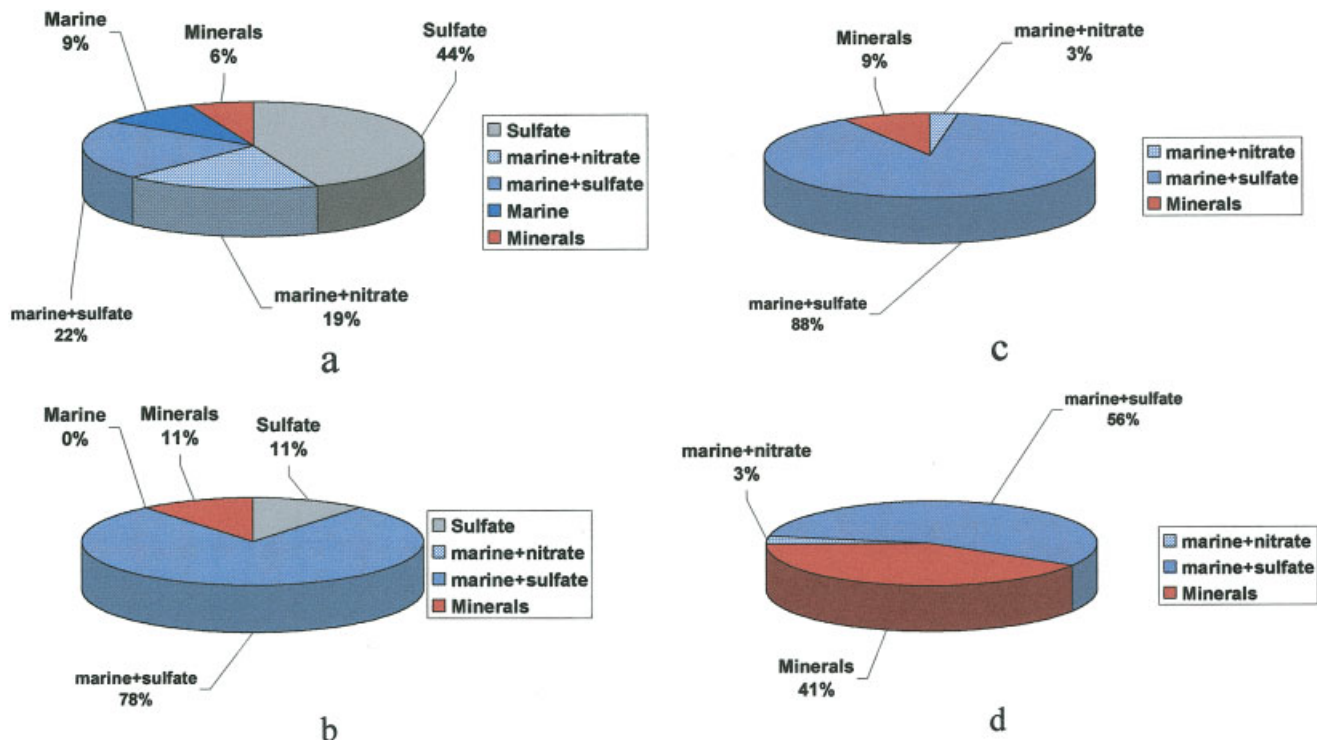 Marine
9%
Minerals
6%
Sulfate
44%
Sulfate
marine+nitrate
marine+sulfate
Marine
Minerals
marine+sulfate
22%
marine+nitrate
19%
a
Minerals
9%
marine+nitrate
3%
marine+nitrate
marine+sulfate
Minerals
marine+sulfate
88%
c
Marine
0%
Minerals
11%
Sulfate
11%
Sulfate
marine+nitrate
marine+sulfate
Minerals
marine+sulfate
78%
b
marine+sulfate
56%
marine+nitrate
3%
marine+nitrate
marine+sulfate
Minerals
Minerals
41%
d